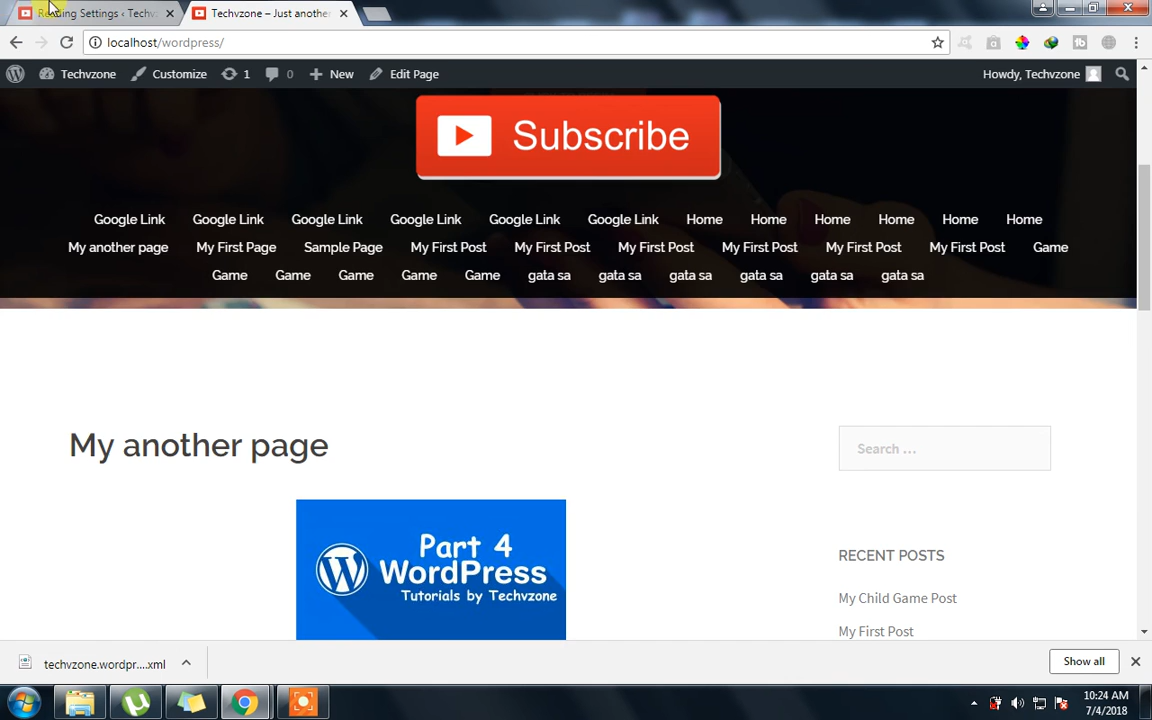 Reading Settings ‹ Techvz
Techvzone – Just another
localhost/wordpress/
Techvzone Customize 1 0 New Edit Page Howdy, Techvzone
Subscribe
Google Link Google Link Google Link Google Link Google Link Google Link Home Home Home Home Home Home
My another page My First Page Sample Page My First Post My First Post My First Post My First Post My First Post My First Post Game
Game Game Game Game Game gata sa gata sa gata sa gata sa gata sa gata sa
My another page
Search ...
Part 4
WordPress
Tutorials by Techvzone
RECENT POSTS
My Child Game Post
My First Post
techvzone.wordpr....xml
Show all
10:24 AM
7/4/2018